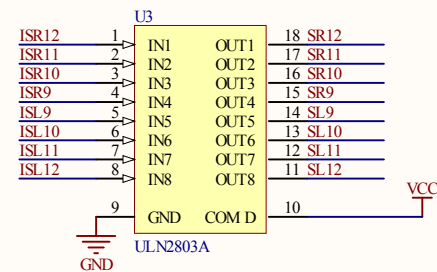 U3
ISR12 1 IN1 OUT1 18 SR12
ISR11 2 IN2 OUT2 17 SR11
ISR10 3 IN3 OUT3 16 SR10
ISR9 4 IN4 OUT4 15 SR9
ISL9 5 IN5 OUT5 14 SL9
ISL10 6 IN6 OUT6 13 SL10
ISL11 7 IN7 OUT7 12 SL11
ISL12 8 IN8 OUT8 11 SL12
VCC
9 GND COM D 10
ULN2803A
GND